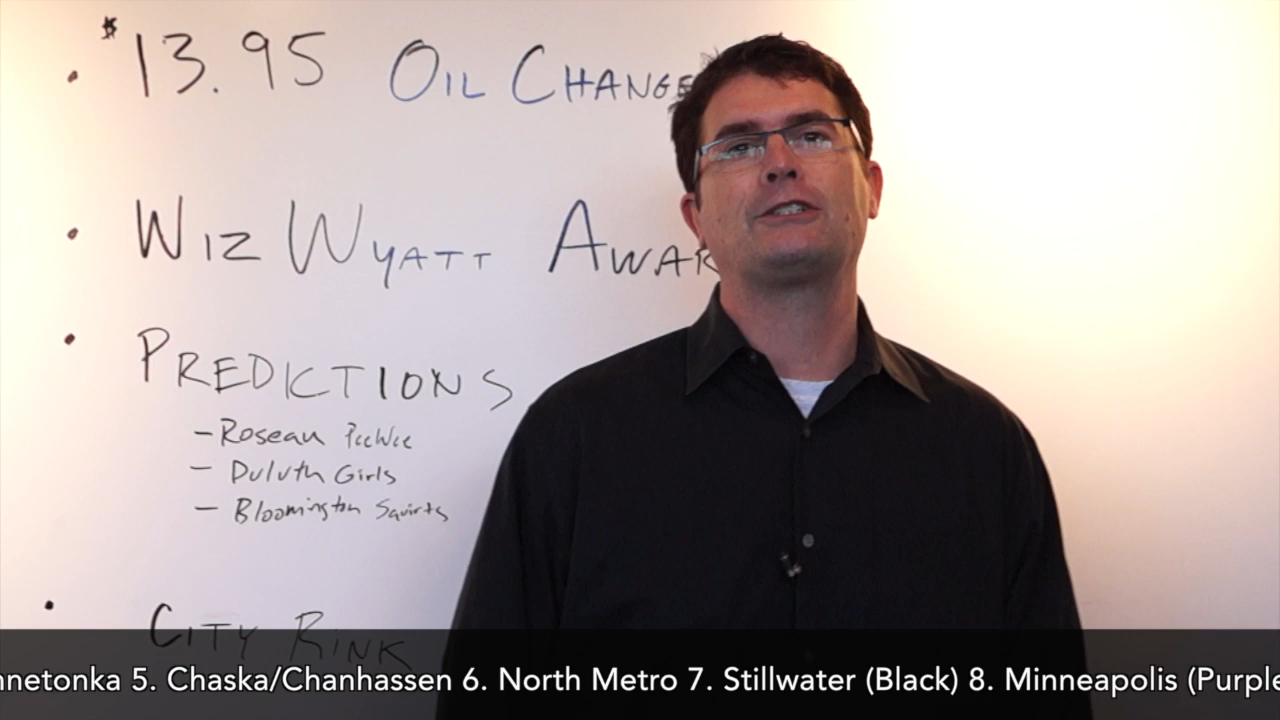 • $13.95 OIL CHANGE
• WIZ WYATT AWAR
• PREDICTIONS
– Roseau PeeWee
– Duluth Girls
– Bloomington Squirts
• CITY RINK
nnetonka 5. Chaska/Chanhassen 6. North Metro 7. Stillwater (Black) 8. Minneapolis (Purple